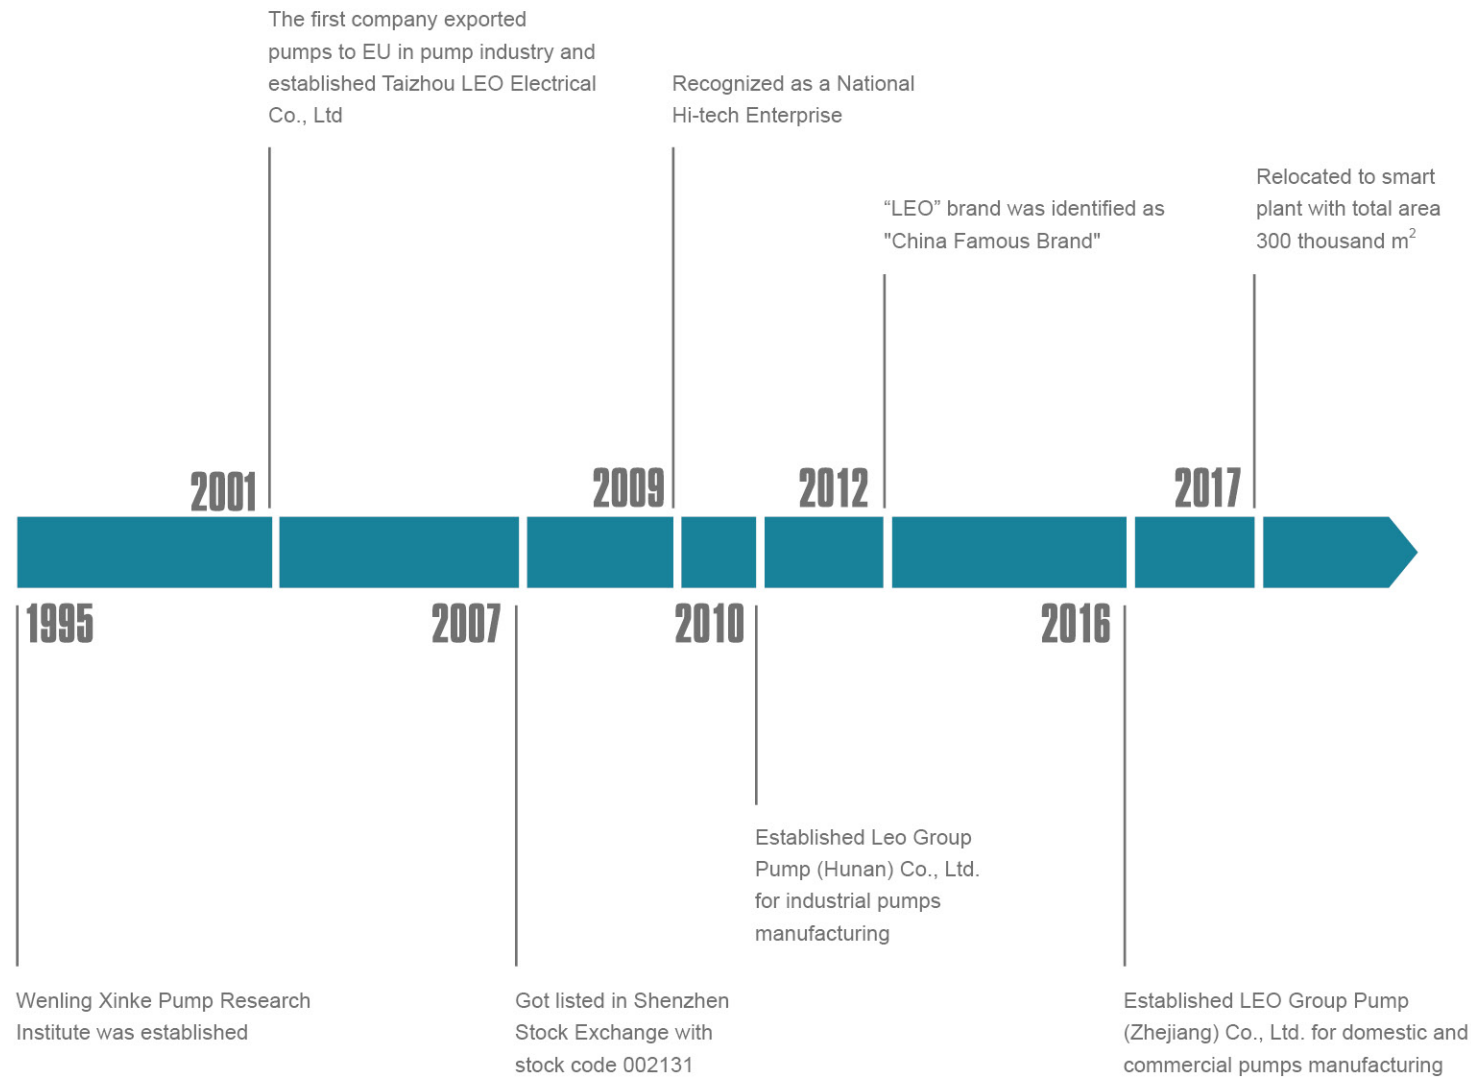 The first company exported
pumps to EU in pump industry and
established Taizhou LEO Electrical
Co., Ltd
Recognized as a National
Hi-tech Enterprise
“LEO” brand was identified as
"China Famous Brand"
Relocated to smart
plant with total area
300 thousand m²
2001
2009
2012
2017
1995
2007
2010
2016
Wenling Xinke Pump Research
Institute was established
Got listed in Shenzhen
Stock Exchange with
stock code 002131
Established Leo Group
Pump (Hunan) Co., Ltd.
for industrial pumps
manufacturing
Established LEO Group Pump
(Zhejiang) Co., Ltd. for domestic and
commercial pumps manufacturing